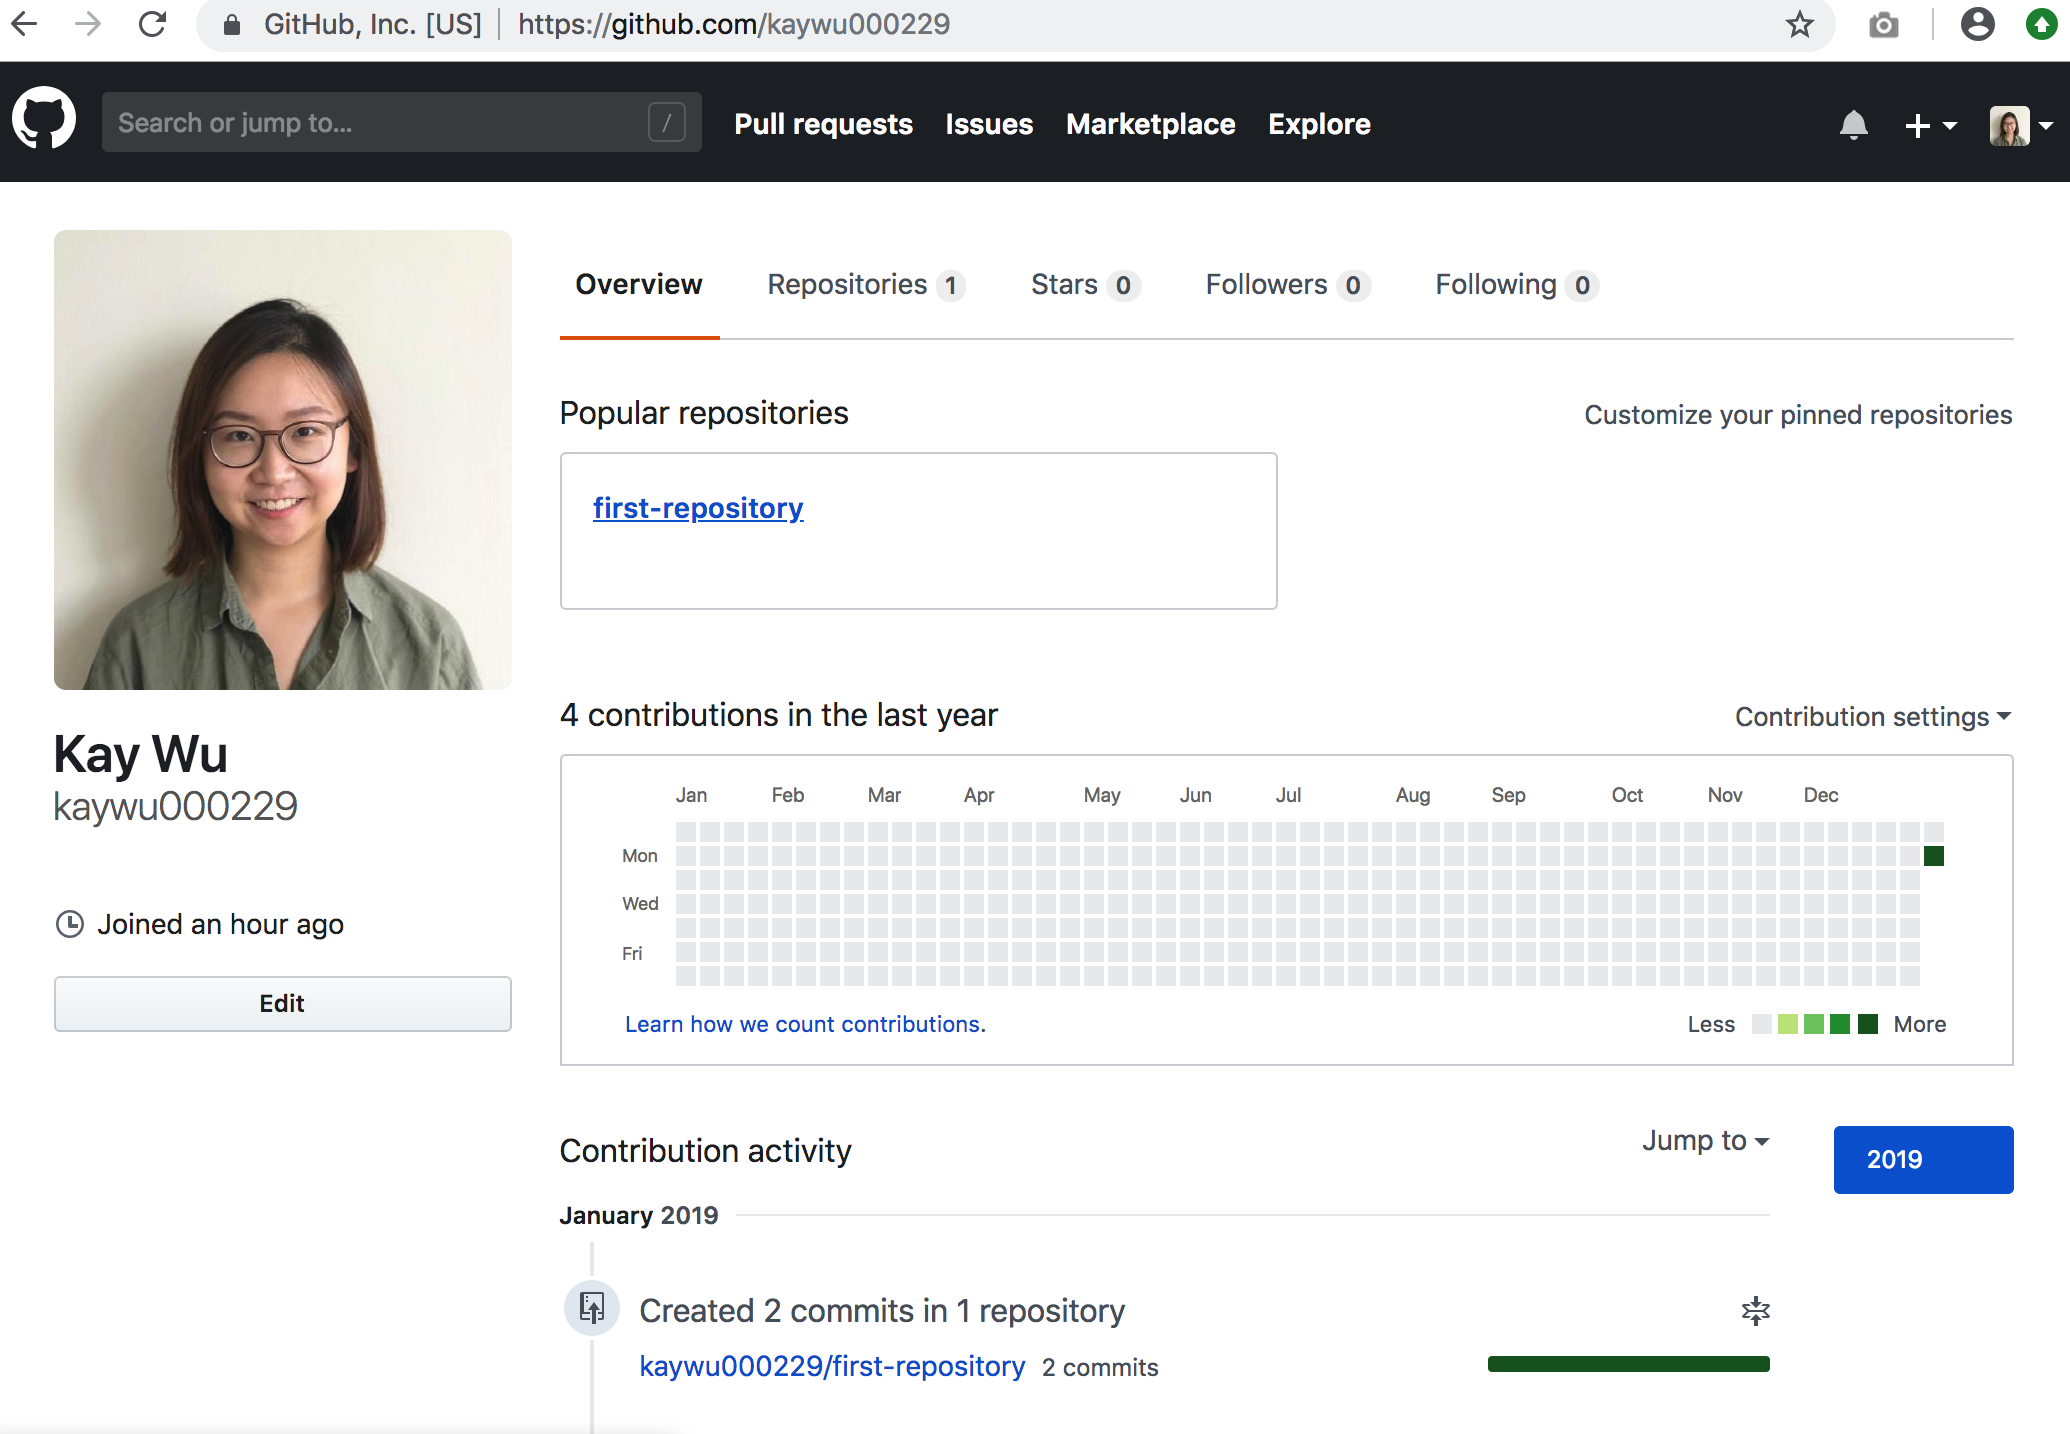 GitHub, Inc. [US] https://github.com/kaywu000229
Search or jump to... / Pull requests Issues Marketplace Explore
Overview Repositories 1 Stars 0 Followers 0 Following 0
Popular repositories Customize your pinned repositories
first-repository
Kay Wu
kaywu000229
Joined an hour ago
Edit
4 contributions in the last year Contribution settings
Jan Feb Mar Apr May Jun Jul Aug Sep Oct Nov Dec
Mon
Wed
Fri
Learn how we count contributions. Less More
Contribution activity Jump to 2019
January 2019
Created 2 commits in 1 repository
kaywu000229/first-repository 2 commits